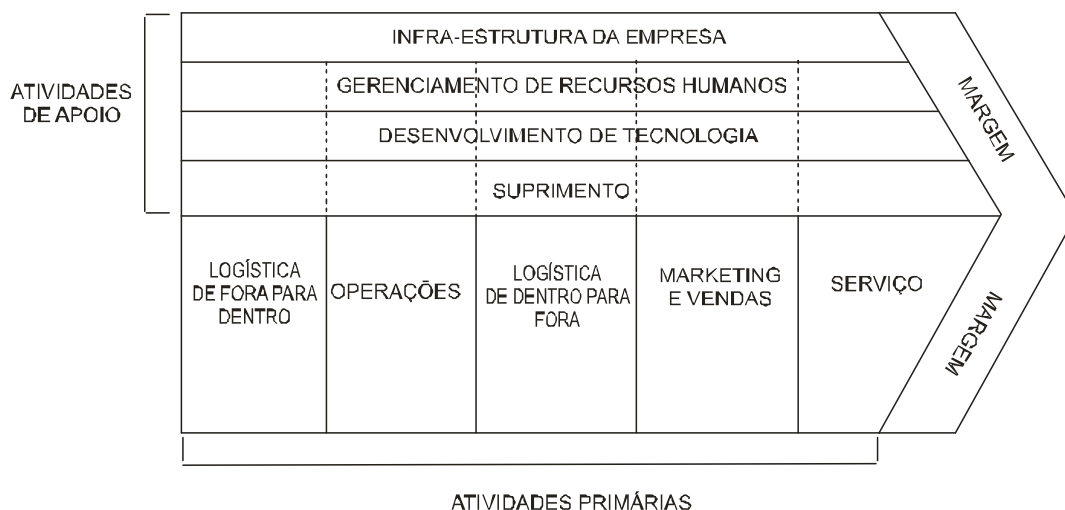 INFRA-ESTRUTURA DA EMPRESA
GERENCIAMENTO DE RECURSOS HUMANOS
DESENVOLVIMENTO DE TECNOLOGIA
SUPRIMENTO
ATIVIDADES
DE APOIO
MARGEM
LOGÍSTICA
DE FORA PARA
DENTRO
OPERAÇÕES
LOGÍSTICA
DE DENTRO PARA
FORA
MARKETING
E VENDAS
SERVIÇO
MARGEM
ATIVIDADES PRIMÁRIAS